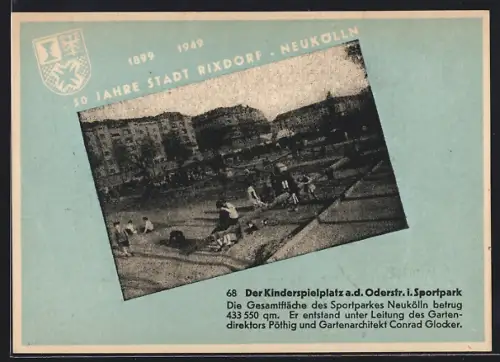 1899 1949
50 JAHRE STADT RIXDORF - NEUKÖLLN
68 Der Kinderspielplatz a.d. Oderstr. i. Sportpark
Die Gesamtfläche des Sportparkes Neukölln betrug
433 550 qm. Er entstand unter Leitung des Garten-
direktors Pöthig und Gartenarchitekt Conrad Glocker.